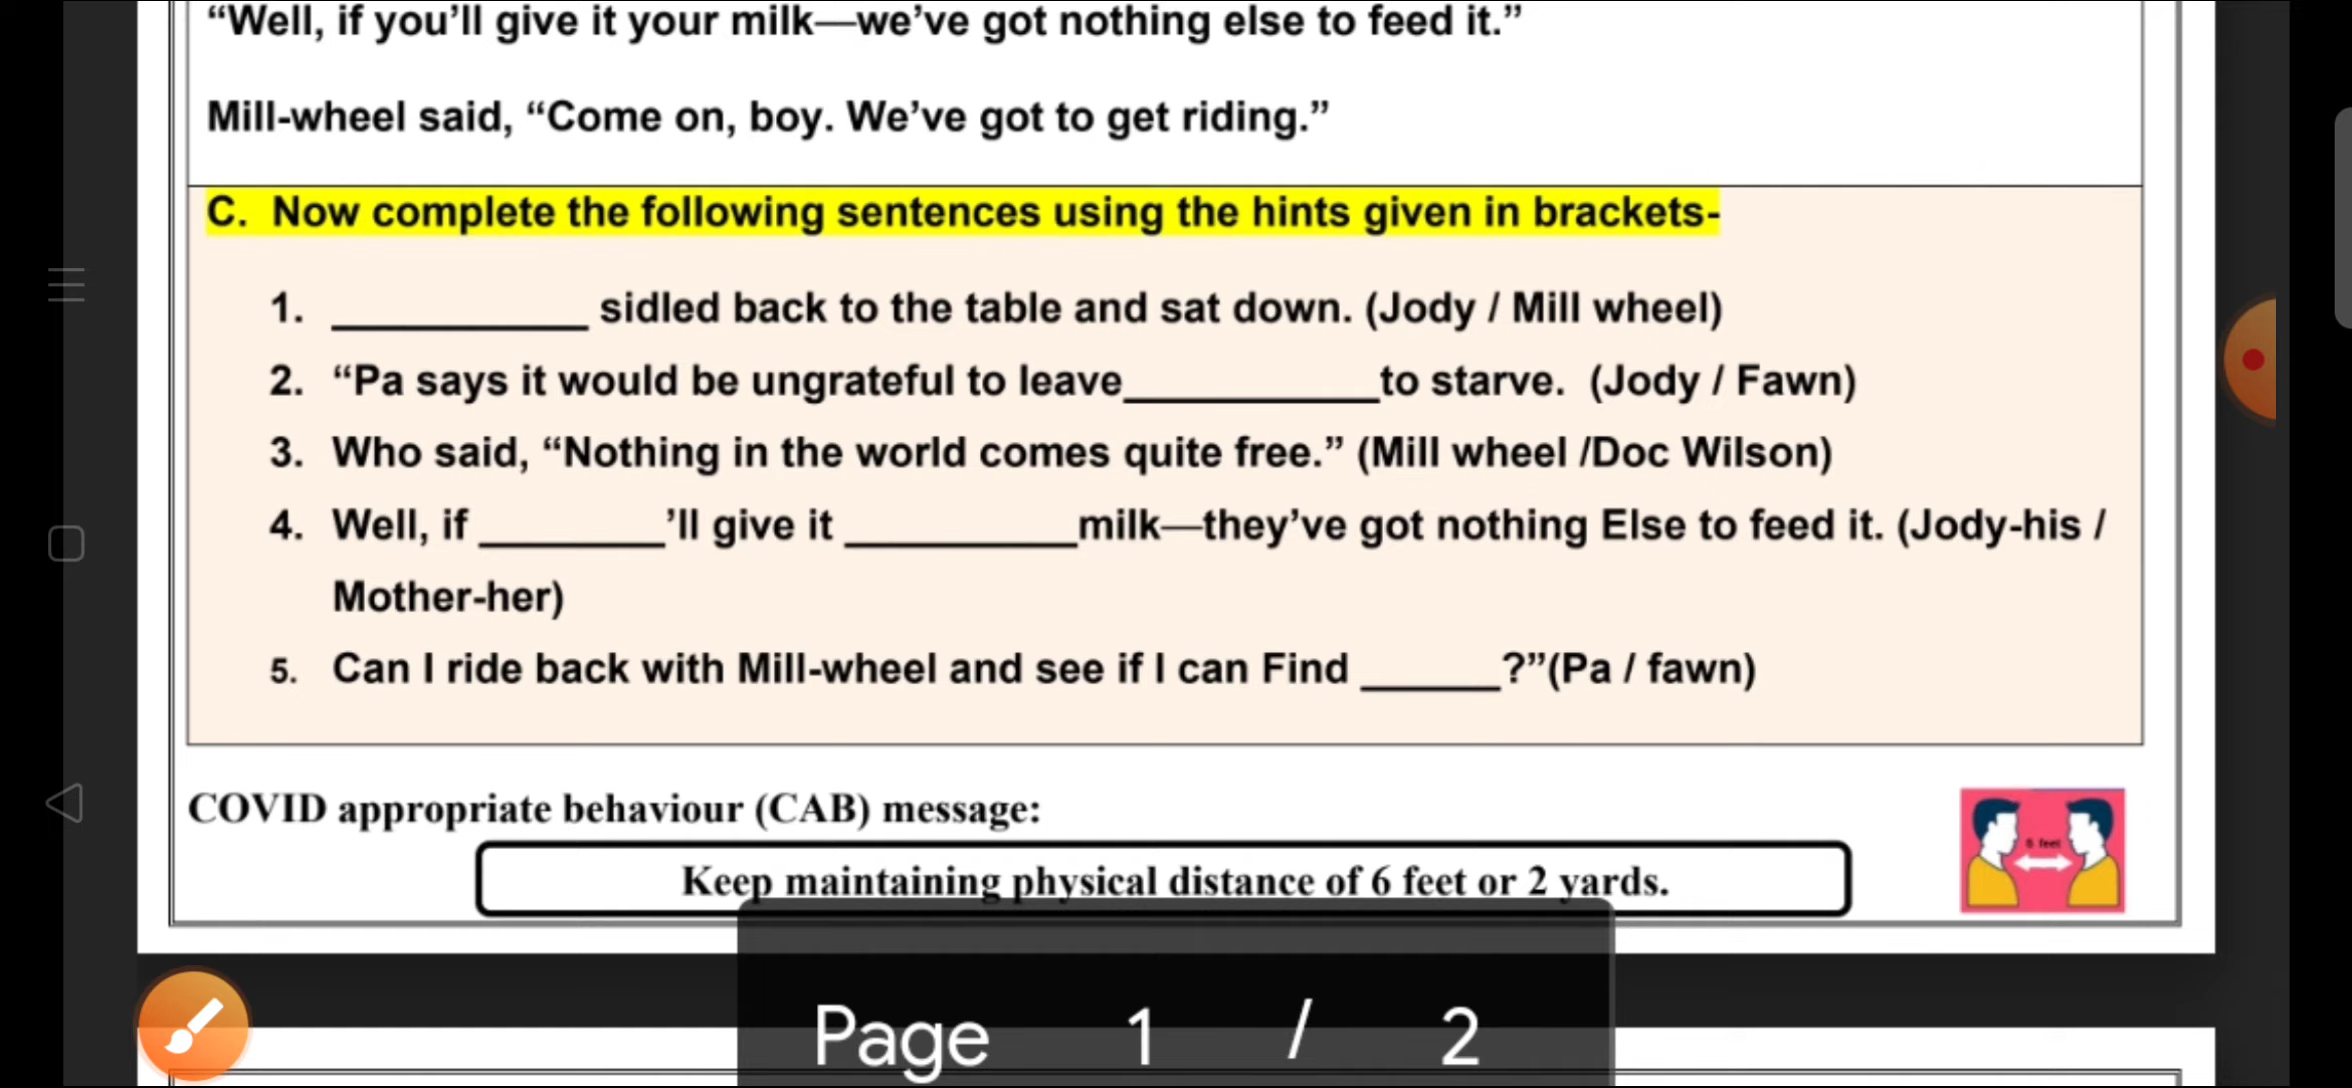 “Well, if you’ll give it your milk—we’ve got nothing else to feed it.”
Mill-wheel said, “Come on, boy. We’ve got to get riding.”
C. Now complete the following sentences using the hints given in brackets-
1. ____________ sidled back to the table and sat down. (Jody / Mill wheel)
2. “Pa says it would be ungrateful to leave____________to starve. (Jody / Fawn)
3. Who said, “Nothing in the world comes quite free.” (Mill wheel /Doc Wilson)
4. Well, if ________’ll give it __________milk—they’ve got nothing Else to feed it. (Jody-his /
Mother-her)
5. Can I ride back with Mill-wheel and see if I can Find ______?”(Pa / fawn)
COVID appropriate behaviour (CAB) message:
6 feet
Keep maintaining physical distance of 6 feet or 2 yards.
Page 1 / 2